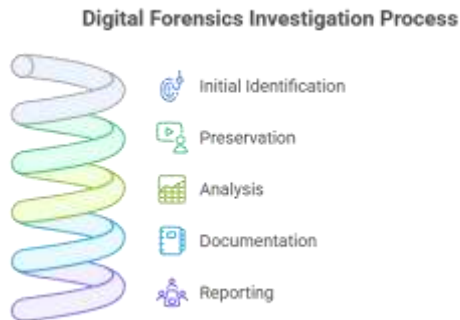 Digital Forensics Investigation Process
Initial Identification
Preservation
Analysis
Documentation
Reporting